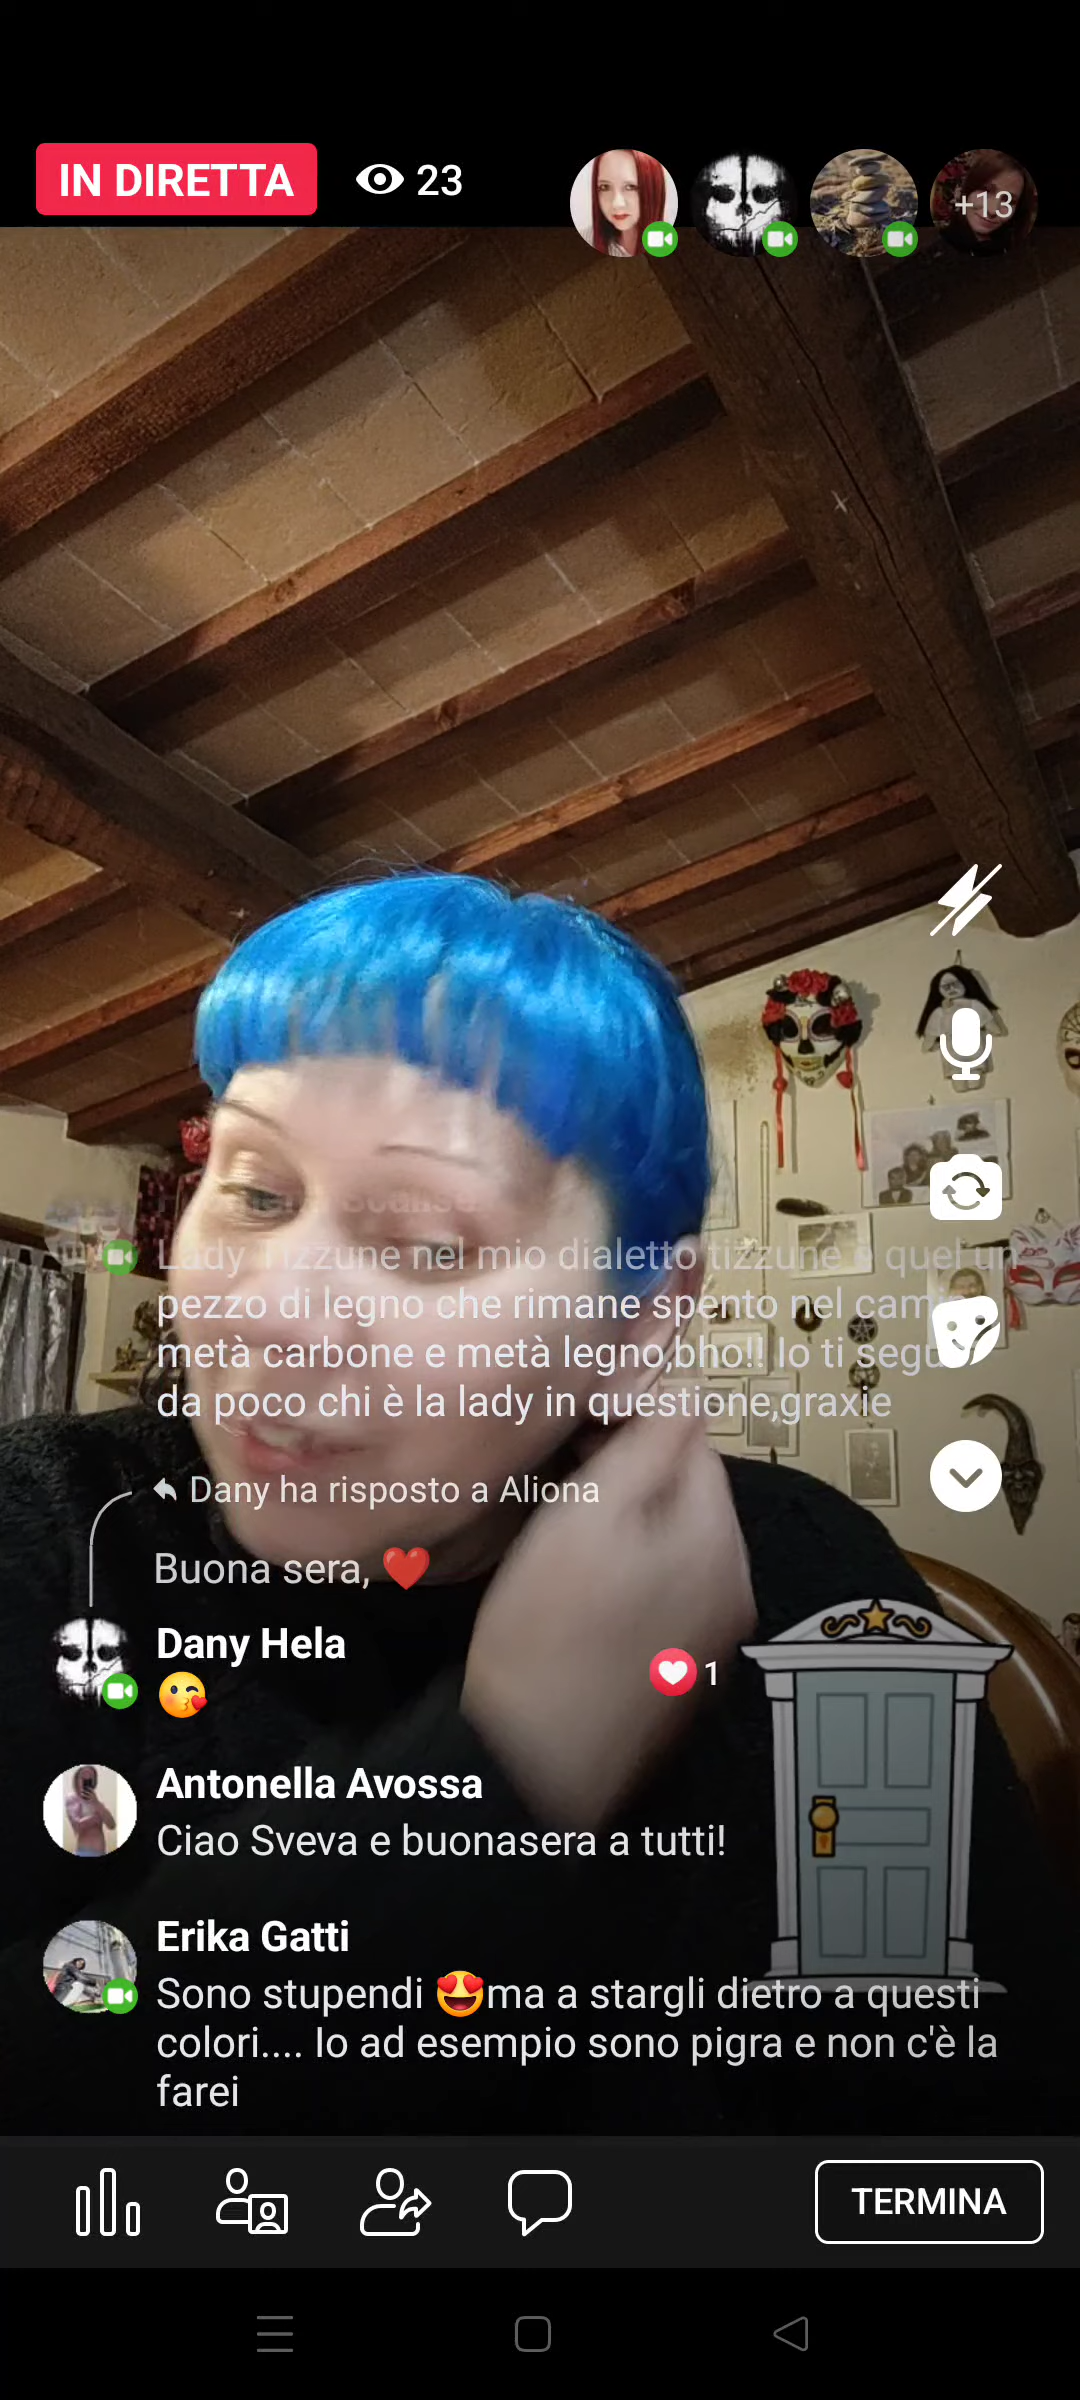 IN DIRETTA
23
+13
Lady Tizzune nel mio dialetto tizzune è quel un
pezzo di legno che rimane spento nel
metà carbone e metà legno,bho!! Io ti
da poco chi è la lady in questione,graxie
Dany ha risposto a Aliona
Buona sera, ❤️
Dany Hela
😘
1
Antonella Avossa
Ciao Sveva e buonasera a tutti!
Erika Gatti
Sono stupendi 😍ma a stargli dietro a questi
colori.... Io ad esempio sono pigra e non c'è la
farei
TERMINA